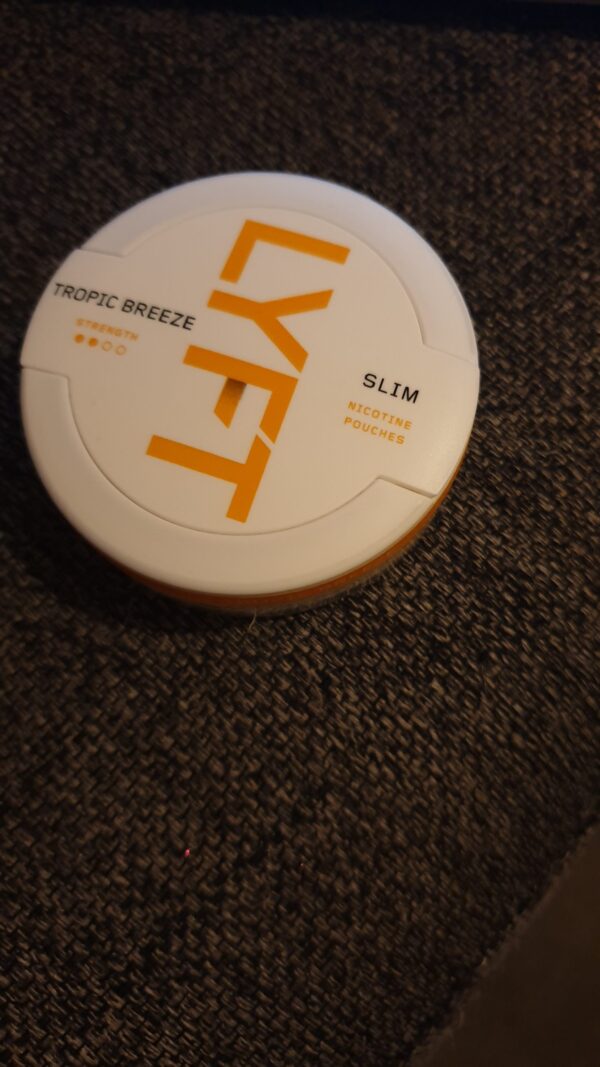 LYFT
TROPIC BREEZE
STRENGTH
SLIM
NICOTINE
POUCHES